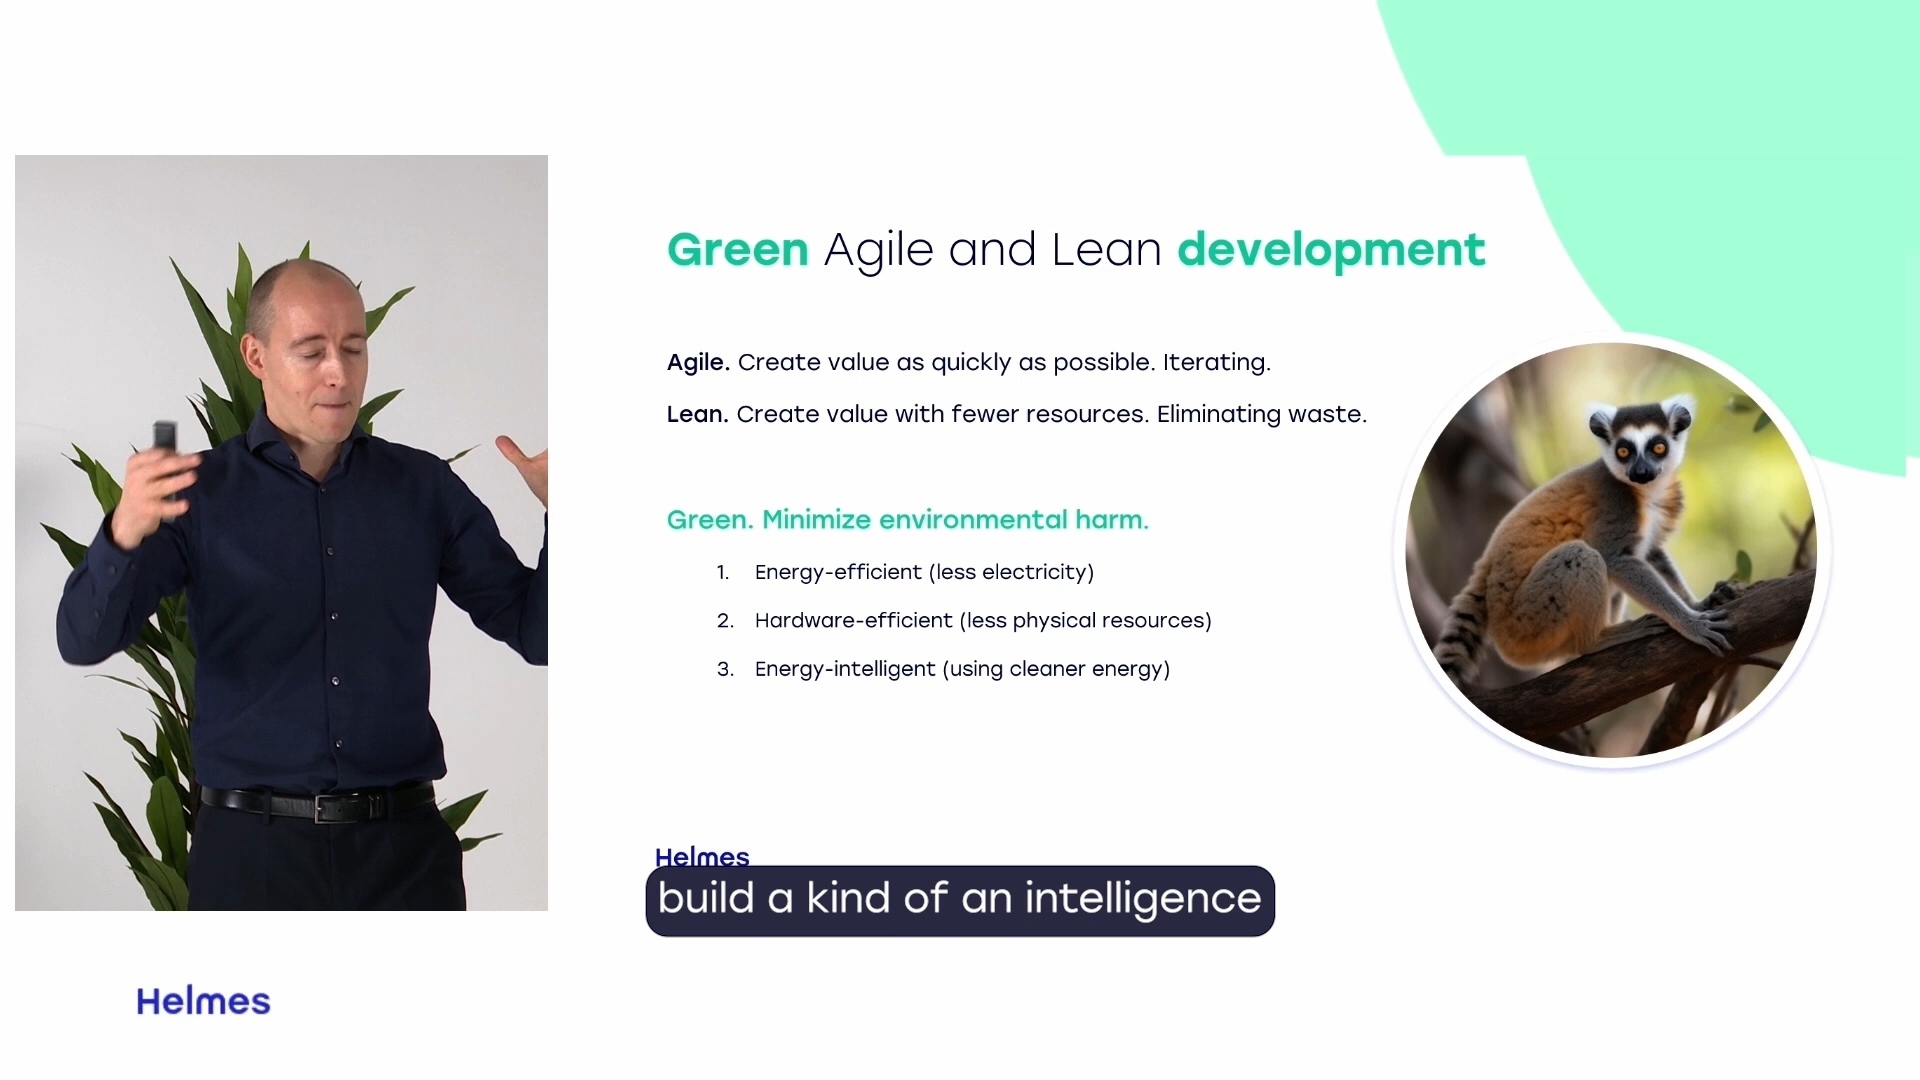 Green Agile and Lean development
Agile. Create value as quickly as possible. Iterating.
Lean. Create value with fewer resources. Eliminating waste.
Green. Minimize environmental harm.
1. Energy-efficient (less electricity)
2. Hardware-efficient (less physical resources)
3. Energy-intelligent (using cleaner energy)
Helmes
build a kind of an intelligence
Helmes